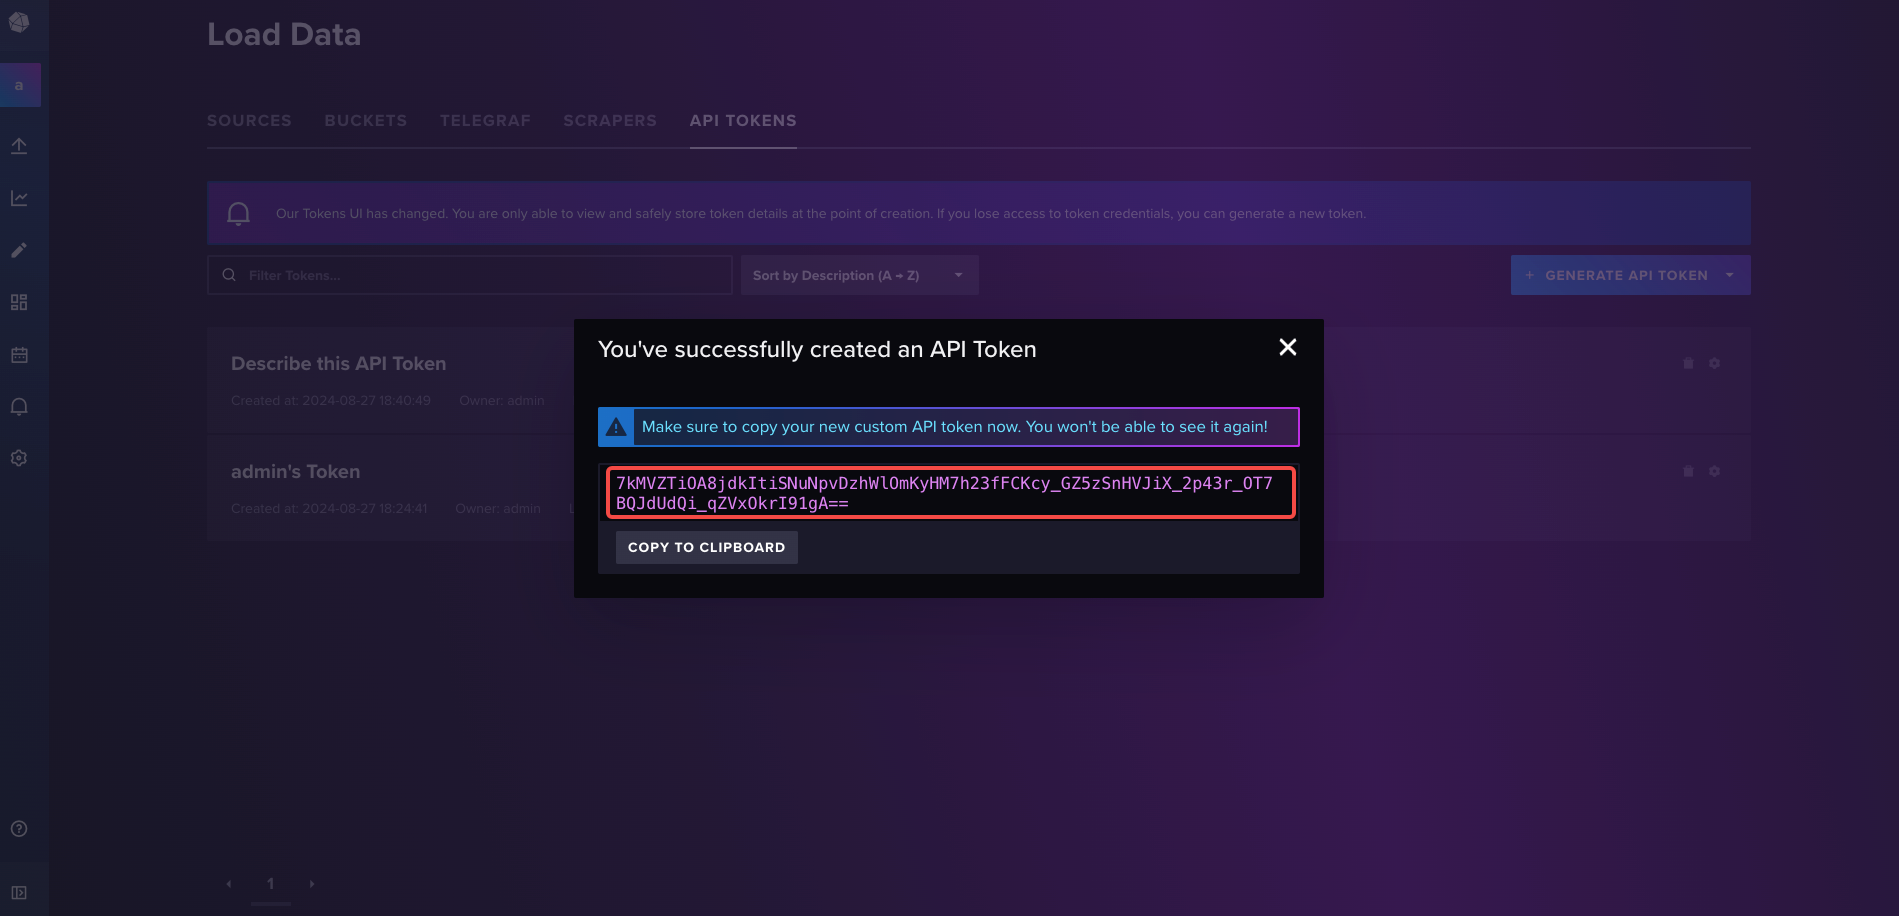 Load Data
a
SOURCES BUCKETS TELEGRAF SCRAPERS API TOKENS
Our Tokens UI has changed. You are only able to view and safely store token details at the point of creation. If you lose access to token credentials, you can generate a new token.
Filter Tokens... Sort by Description (A → Z) + GENERATE API TOKEN
You've successfully created an API Token
Describe this API Token
Created at: 2024-08-27 18:40:49 Owner: admin
Make sure to copy your new custom API token now. You won't be able to see it again!
admin's Token
7kMVZTiOA8jdkItiSNuNpvDzhWlOmKyHM7h23fFCKcy_GZ5zSnHVJiX_2p43r_OT7
BQJdUdQi_qZVxOkrI91gA==
Created at: 2024-08-27 18:24:41 Owner: admin
COPY TO CLIPBOARD
1